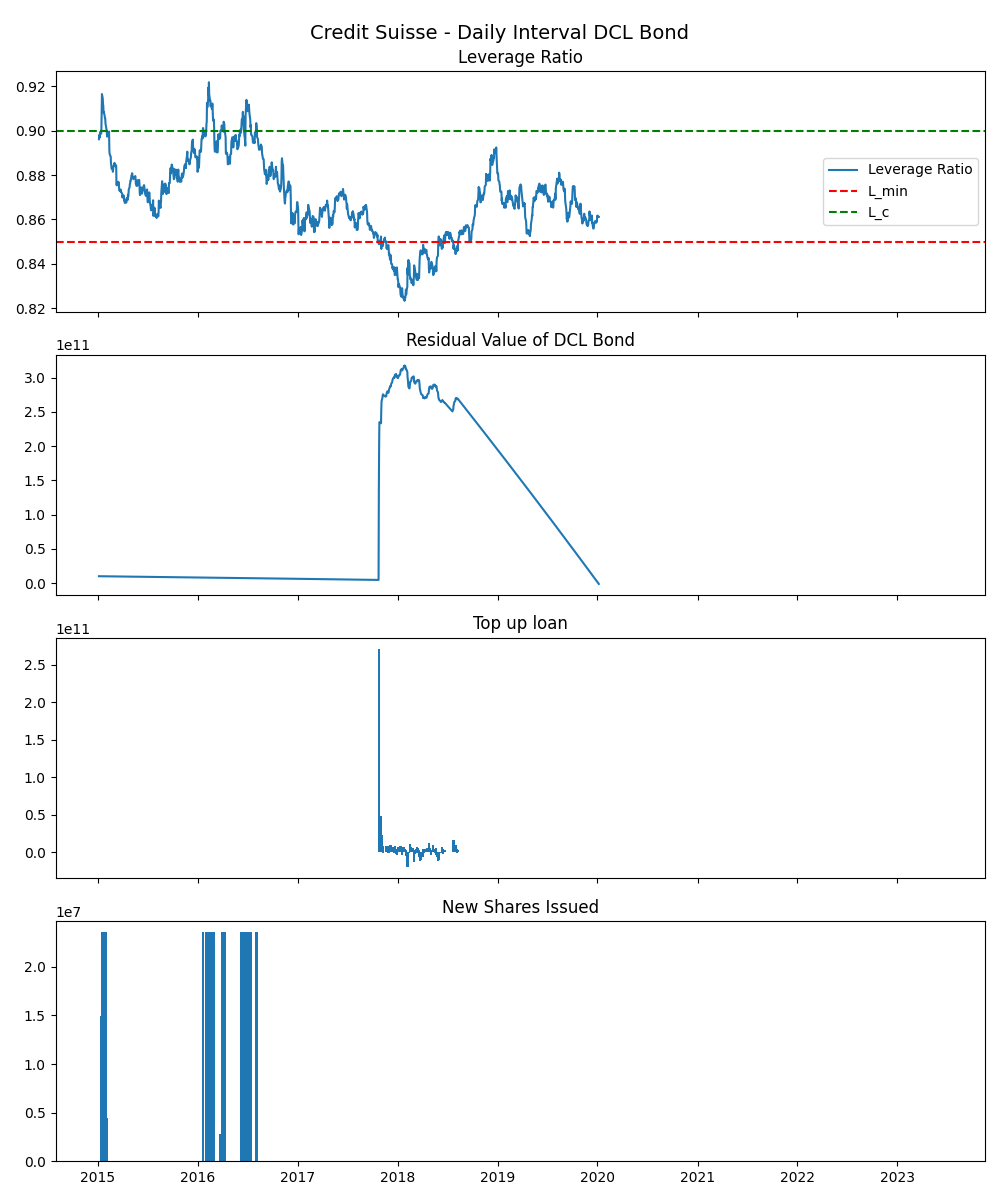 Credit Suisse - Daily Interval DCL Bond
Leverage Ratio
0.92
0.90
0.88
0.86
0.84
0.82
Leverage Ratio
L_min
L_c
Residual Value of DCL Bond
1e11
3.0
2.5
2.0
1.5
1.0
0.5
0.0
Top up loan
1e11
2.5
2.0
1.5
1.0
0.5
0.0
New Shares Issued
1e7
2.0
1.5
1.0
0.5
0.0
2015 2016 2017 2018 2019 2020 2021 2022 2023